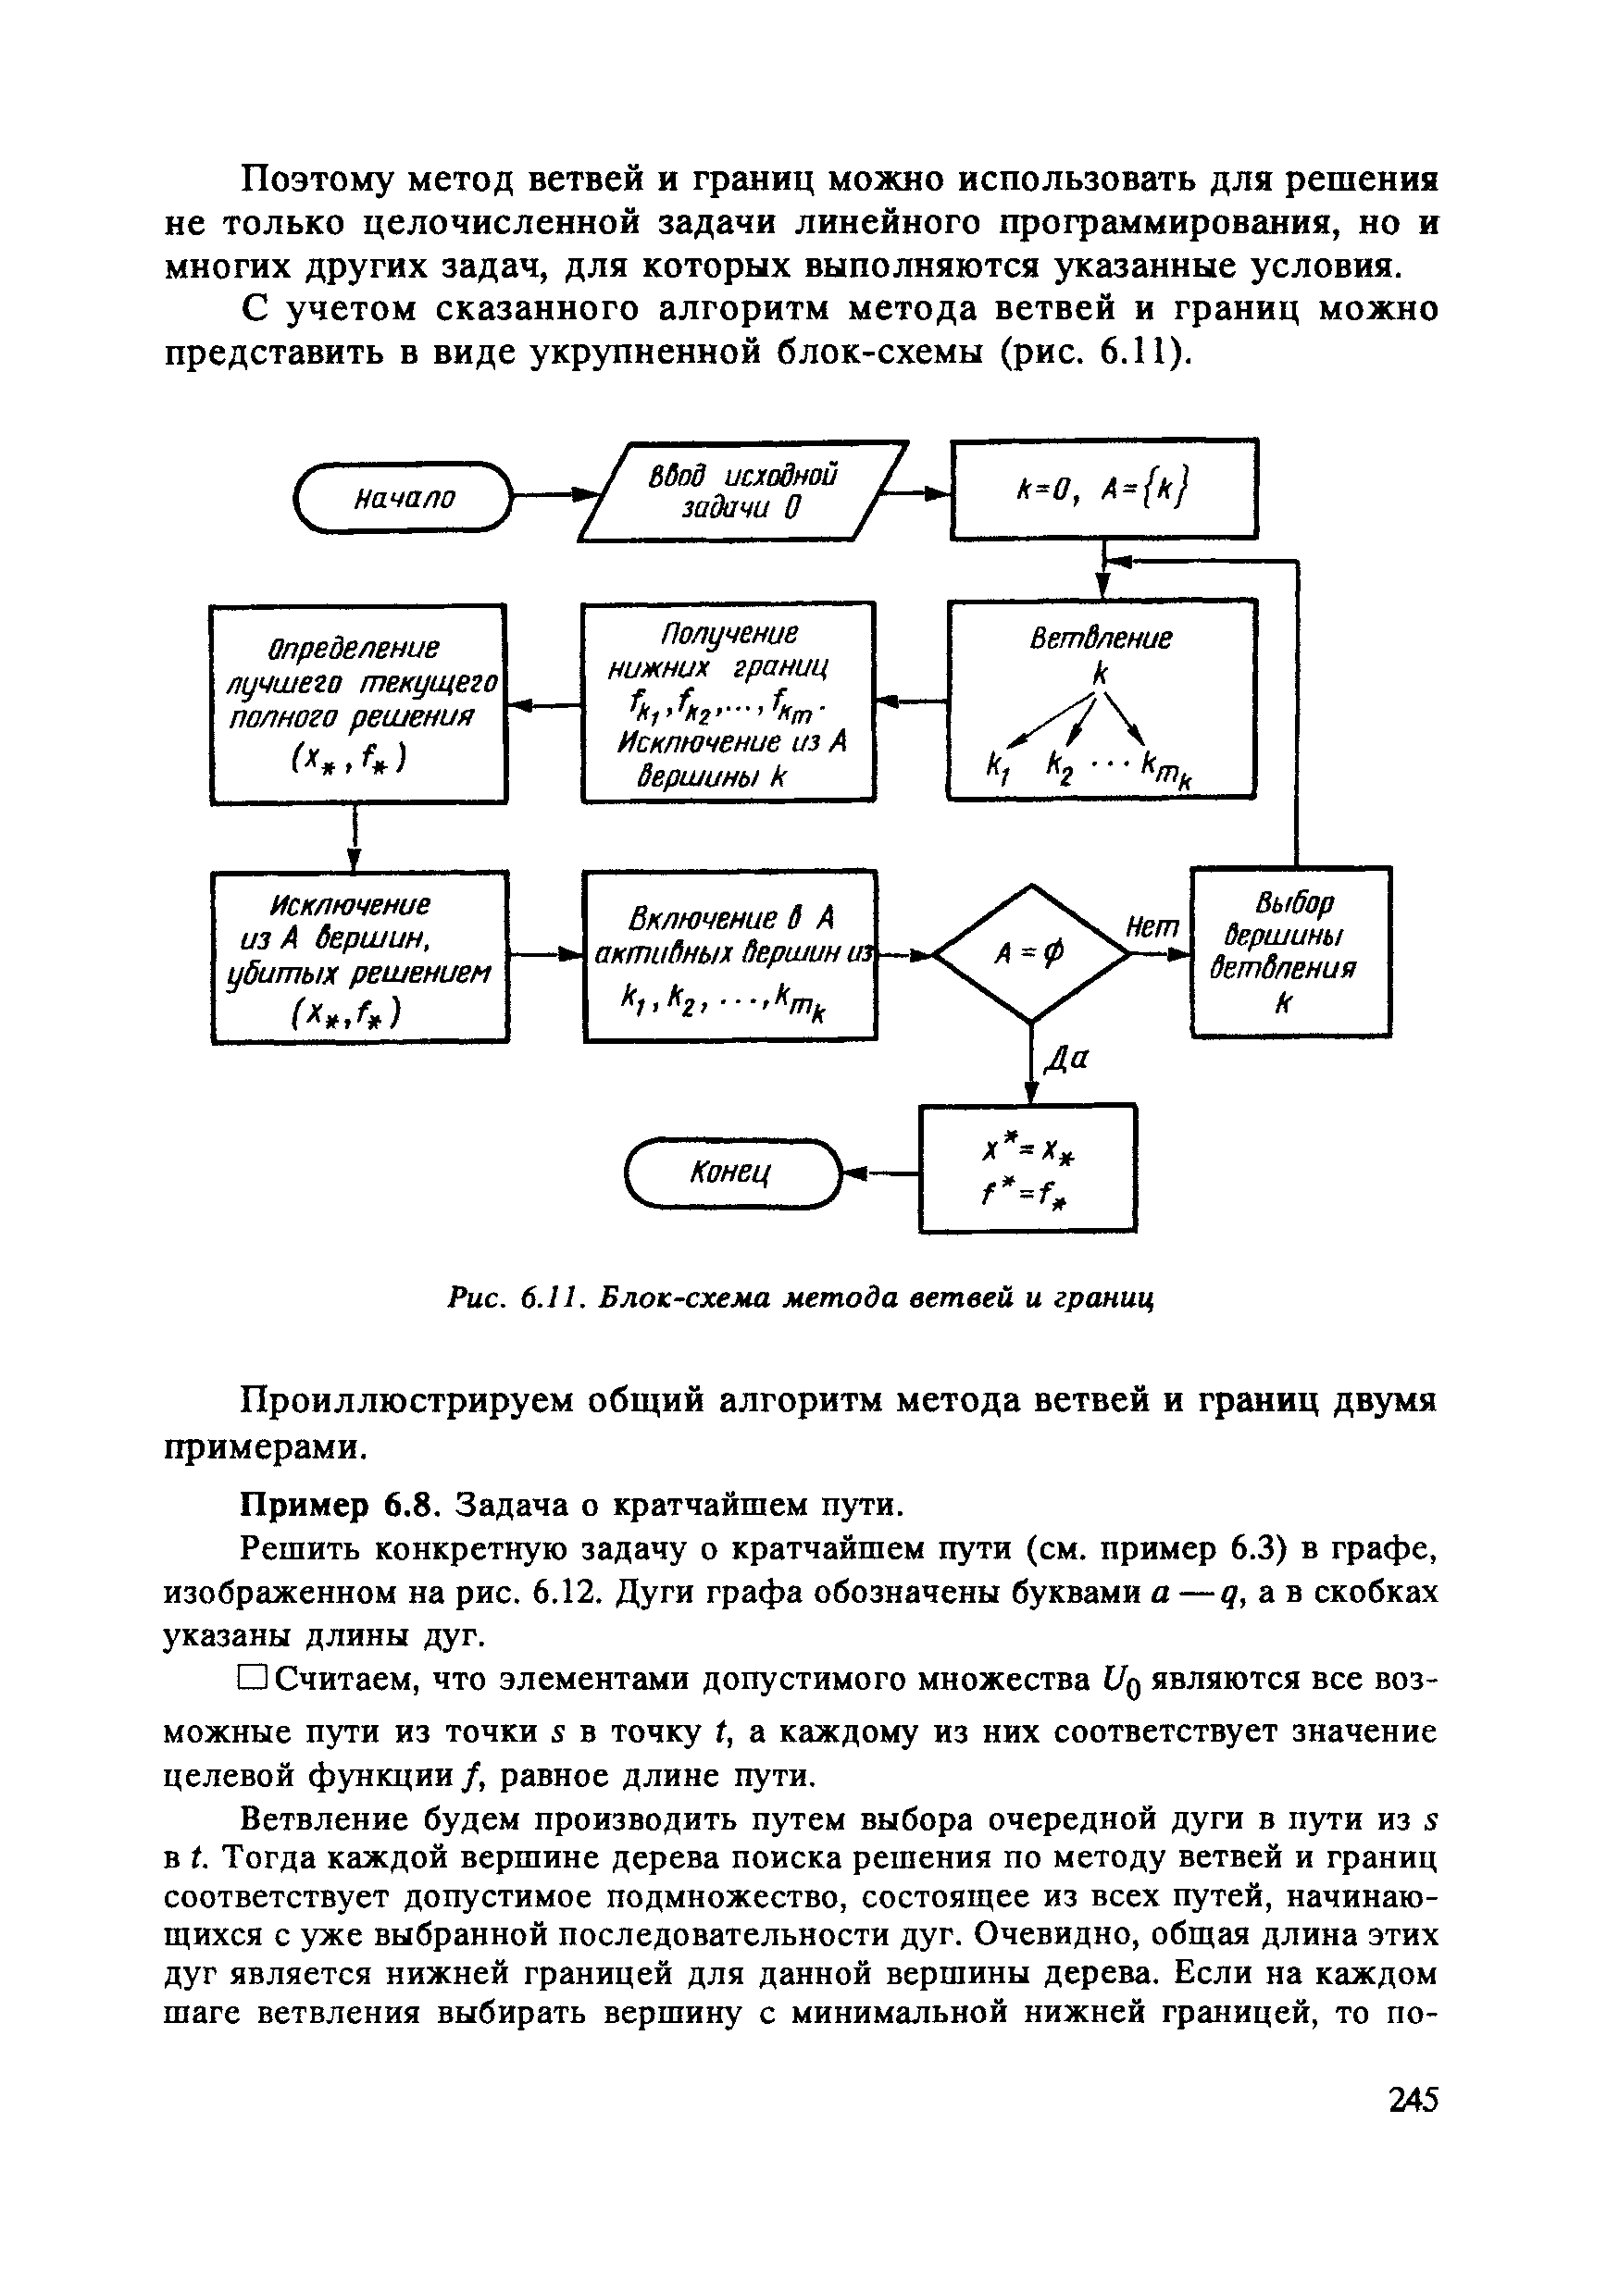 Поэтому метод ветвей и границ можно использовать для решения
не только целочисленной задачи линейного программирования, но и
многих других задач, для которых выполняются указанные условия.
С учетом сказанного алгоритм метода ветвей и границ можно
представить в виде укрупненной блок-схемы (рис. 6.11).
Начало
Ввод исходной
задачи 0
k=0, A={k}
Определение
лучшего текущего
полного решения
(x*, f*)
Получение
нижних границ
f_k₁, f_k₂, ..., f_kₘ.
Исключение из A
вершины k
Ветвление
k
k₁ k₂ ... k_mₖ
Исключение
из A вершин,
убитых решением
(x*, f*)
Включение в A
активных вершин из
k₁, k₂, ..., k_mₖ
A = ϕ
Нет
Выбор
вершины
ветвления
k
Да
x*=x*
f*=f*
Конец
Рис. 6.11. Блок-схема метода ветвей и границ
Проиллюстрируем общий алгоритм метода ветвей и границ двумя
примерами.
Пример 6.8. Задача о кратчайшем пути.
Решить конкретную задачу о кратчайшем пути (см. пример 6.3) в графе,
изображенном на рис. 6.12. Дуги графа обозначены буквами a — q, а в скобках
указаны длины дуг.
□ Считаем, что элементами допустимого множества U₀ являются все воз-
можные пути из точки s в точку t, а каждому из них соответствует значение
целевой функции f, равное длине пути.
Ветвление будем производить путем выбора очередной дуги в пути из s
в t. Тогда каждой вершине дерева поиска решения по методу ветвей и границ
соответствует допустимое подмножество, состоящее из всех путей, начинаю-
щихся с уже выбранной последовательности дуг. Очевидно, общая длина этих
дуг является нижней границей для данной вершины дерева. Если на каждом
шаге ветвления выбирать вершину с минимальной нижней границей, то по-
245